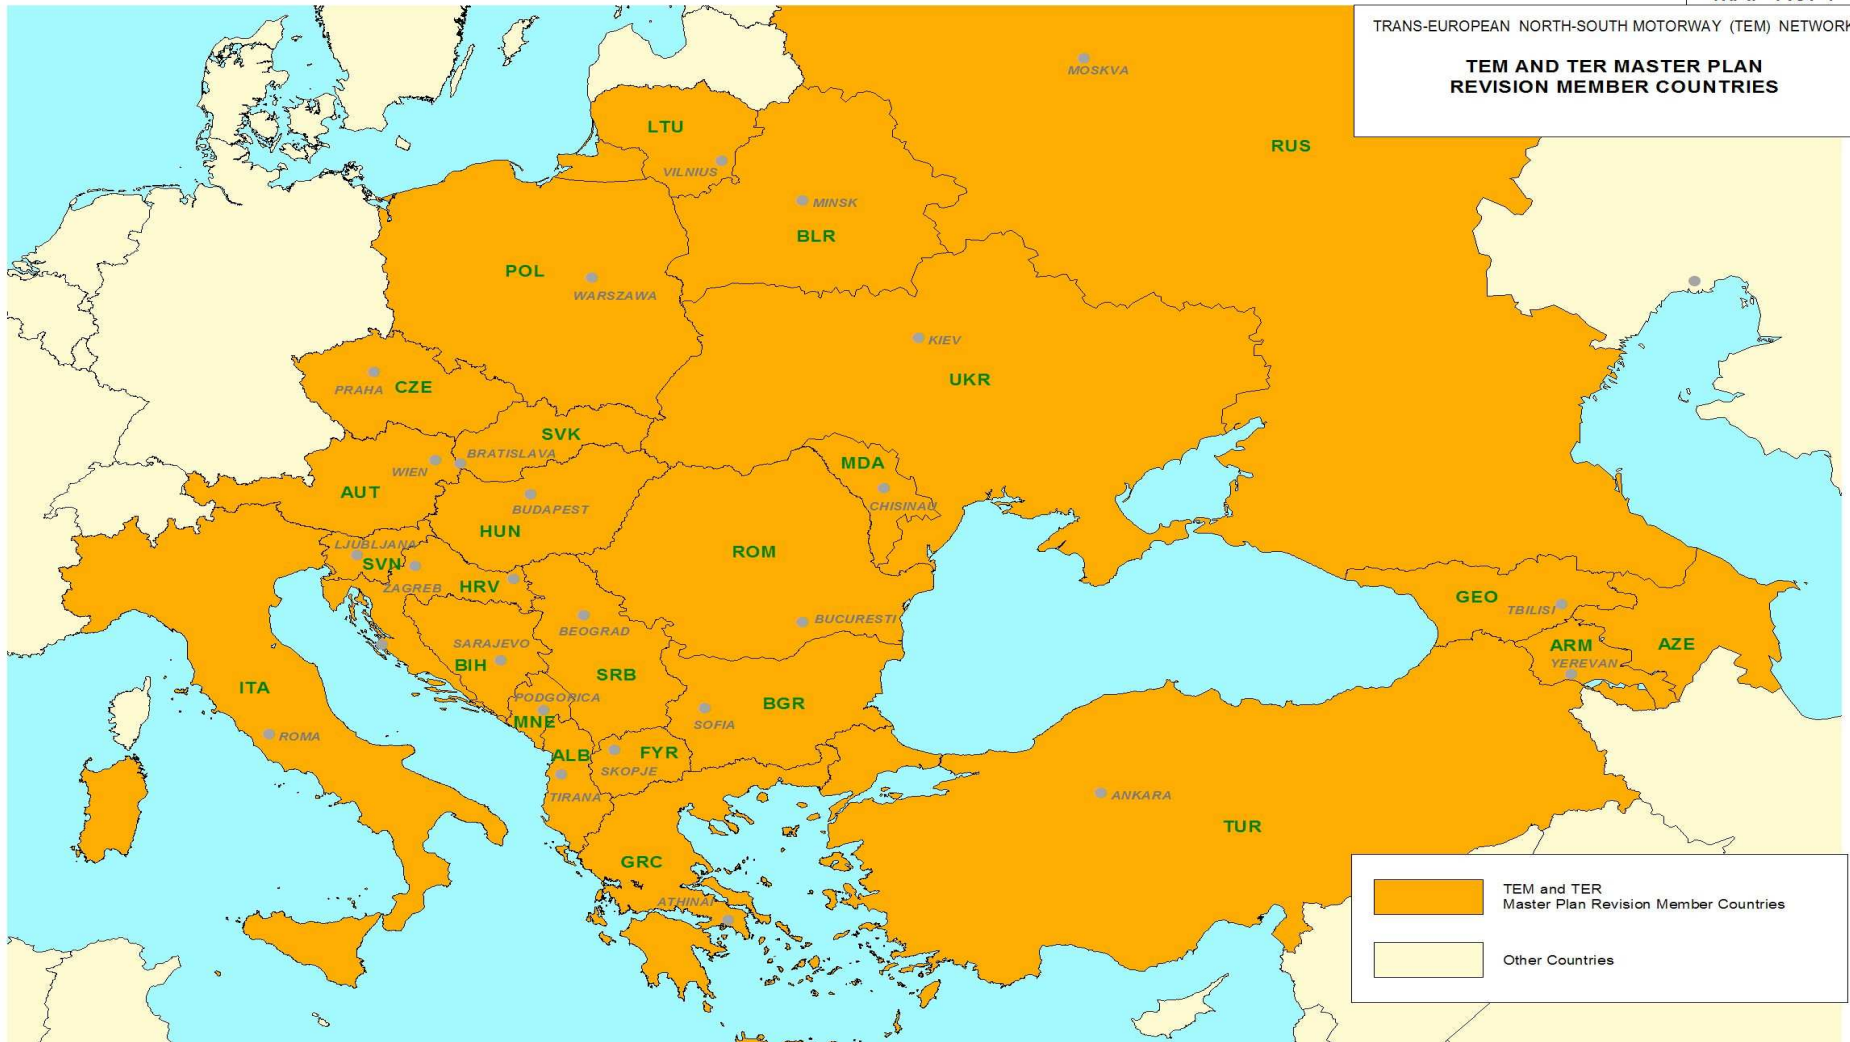 TRANS-EUROPEAN NORTH-SOUTH MOTORWAY (TEM) NETWORK
TEM AND TER MASTER PLAN
REVISION MEMBER COUNTRIES
MOSKVA
RUS
LTU
VILNIUS
MINSK
BLR
POL
WARSZAWA
KIEV
UKR
PRAHA
CZE
SVK
BRATISLAVA
WIEN
AUT
MDA
CHISINAU
BUDAPEST
HUN
ROM
LJUBLJANA
SVN
ZAGREB
HRV
BEOGRAD
BUCURESTI
GEO
TBILISI
ARM
YEREVAN
AZE
SARAJEVO
BIH
SRB
ITA
PODGORICA
MNE
SOFIA
BGR
ROMA
ALB
FYR
SKOPJE
TIRANA
ANKARA
TUR
GRC
ATHINAI
TEM and TER
Master Plan Revision Member Countries
Other Countries